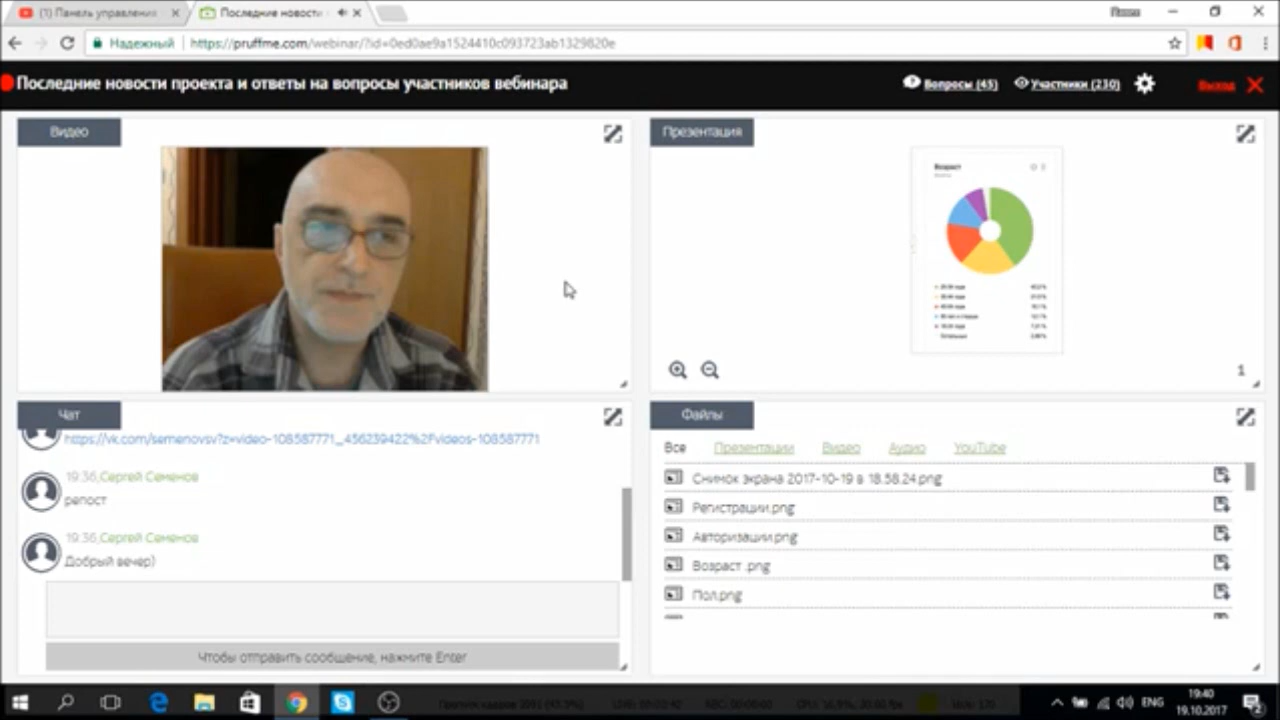 (1) Панель управления
Последние новости
Надежный
https://pruffme.com/webinar/?id=0ed0ae9a1524410c093723ab1329820e
Последние новости проекта и ответы на вопросы участников вебинара
Вопросы (45)
Участники (230)
Выход
Видео
Презентация
Возраст
1
Чат
https://vk.com/semenovsv?z=video-108587771_456239422%2Fvideos-108587771
19:36, Сергей Семенов
репост
19:36, Сергей Семенов
Добрый вечер)
Чтобы отправить сообщение, нажмите Enter
Файлы
Все
Презентации
Видео
Аудио
YouTube
Снимок экрана 2017-10-19 в 18.58.24.png
Регистрации.png
Авторизации.png
Возраст .png
Пол.png
ENG
19:40
19.10.2017